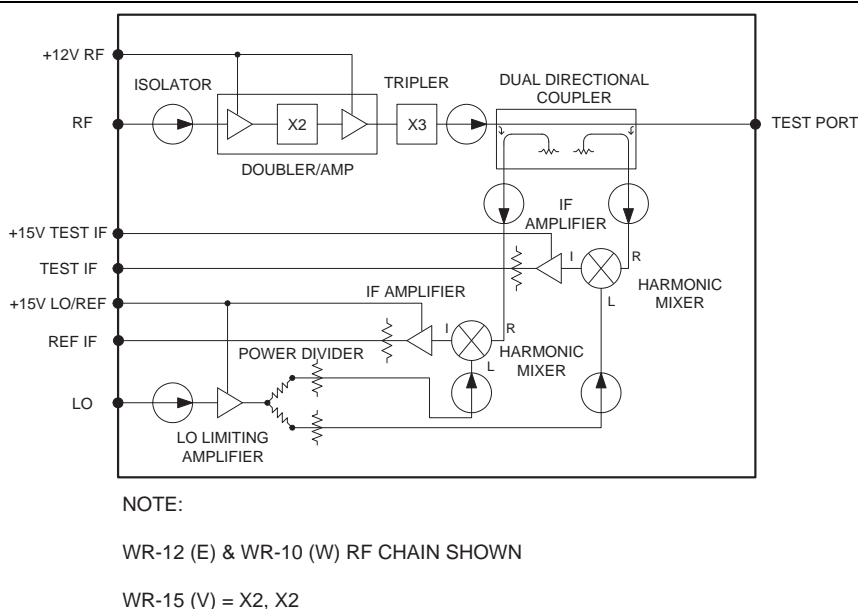 +12V RF
ISOLATOR
TRIPLER
DUAL DIRECTIONAL
COUPLER
RF
X2
X3
TEST PORT
DOUBLER/AMP
IF
AMPLIFIER
+15V TEST IF
TEST IF
I
R
L
HARMONIC
MIXER
+15V LO/REF
IF AMPLIFIER
REF IF
I
R
L
HARMONIC
MIXER
POWER DIVIDER
LO
LO LIMITING
AMPLIFIER
NOTE:
WR-12 (E) & WR-10 (W) RF CHAIN SHOWN
WR-15 (V) = X2, X2